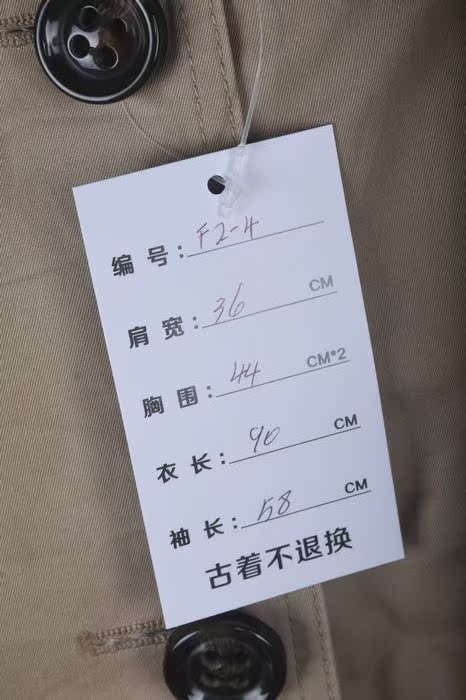 编号：F2-4
肩宽：36 CM
胸围：44 CM*2
衣长：90 CM
袖长：58 CM
古着不退换